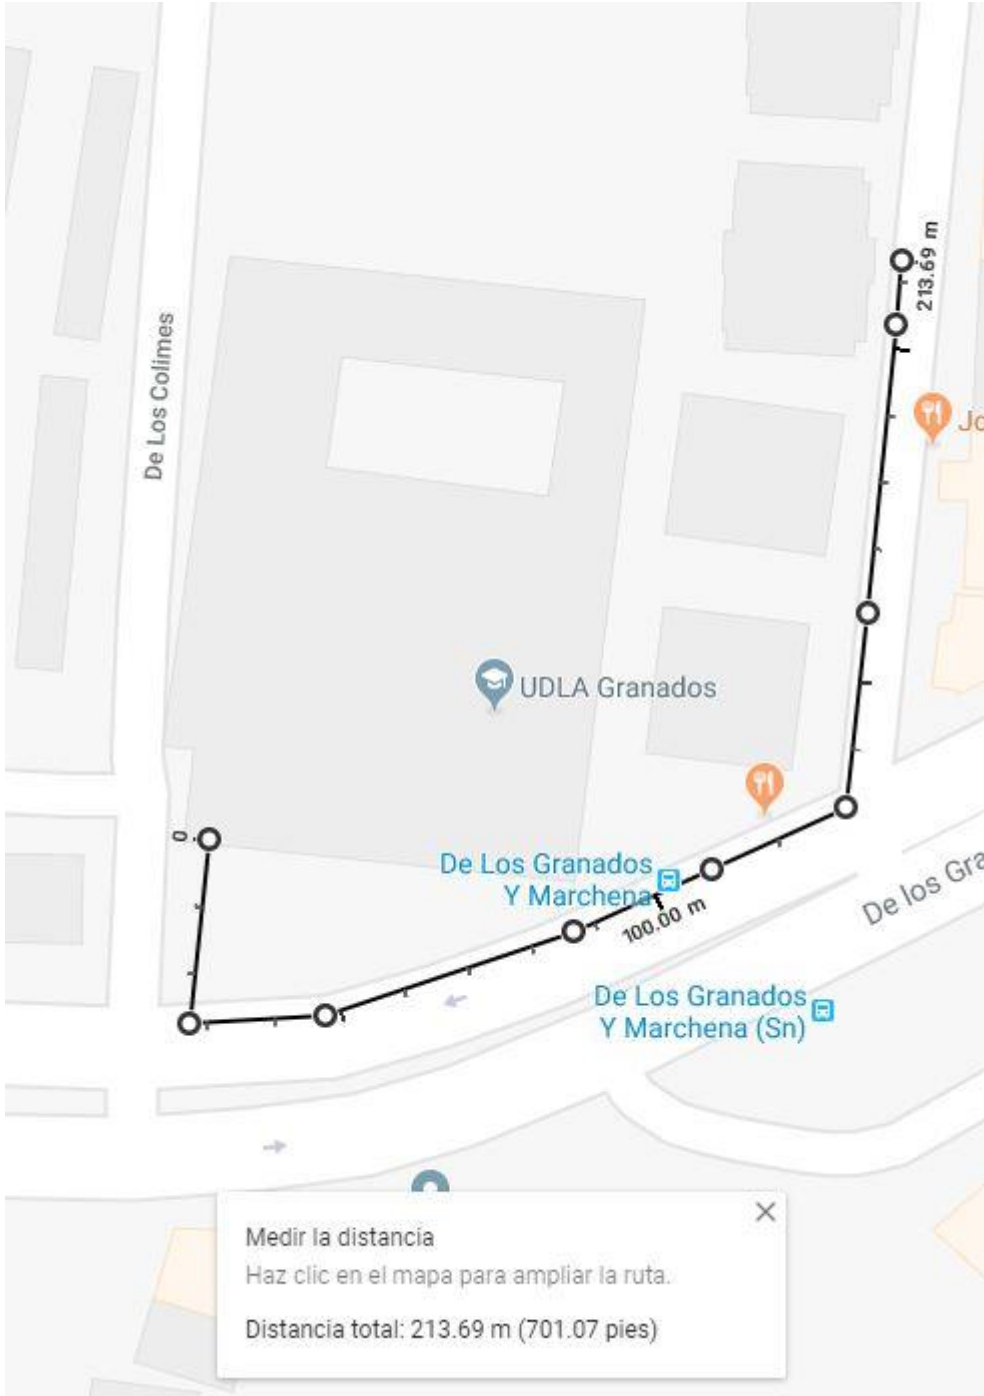 213.69 m
De Los Colimes
Jo
UDLA Granados
0
De Los Granados
Y Marchena
100.00 m
De los Gra
De Los Granados
Y Marchena (Sn)
Medir la distancia
Haz clic en el mapa para ampliar la ruta.
Distancia total: 213.69 m (701.07 pies)